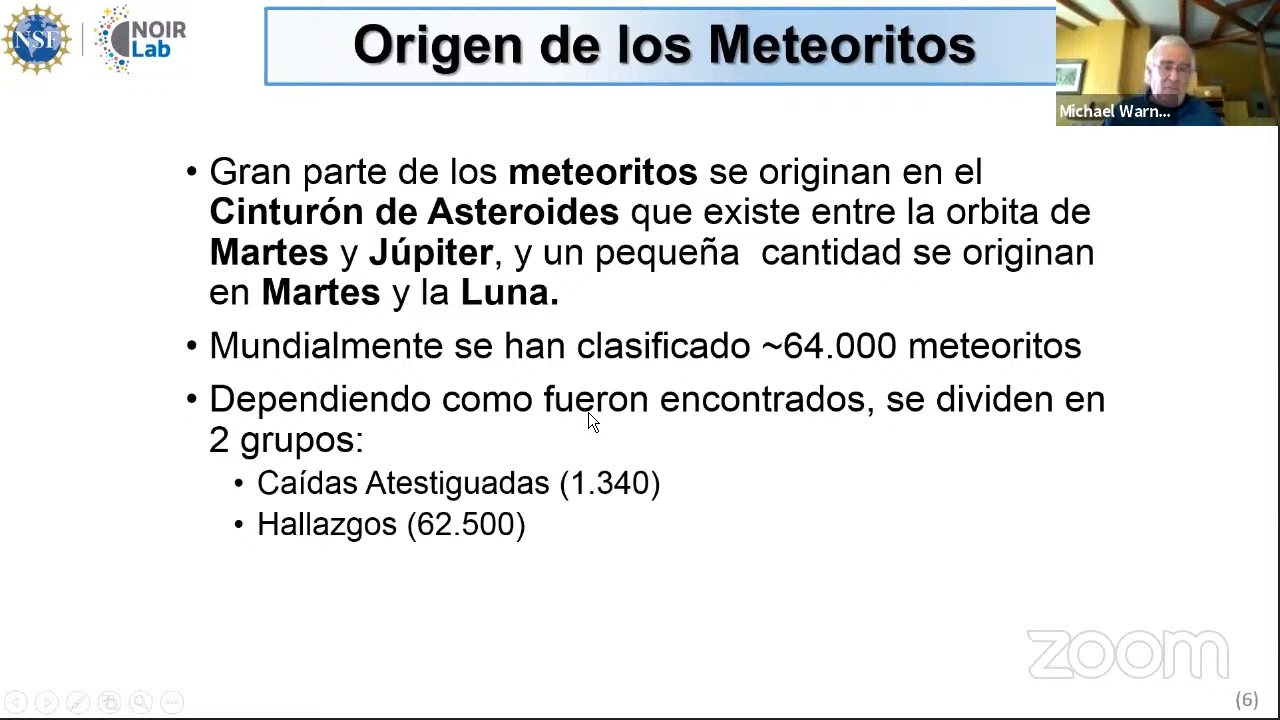 NSF
NOIR
Lab
Origen de los Meteoritos
Michael Warn...
• Gran parte de los meteoritos se originan en el
Cinturón de Asteroides que existe entre la orbita de
Martes y Júpiter, y un pequeña cantidad se originan
en Martes y la Luna.
• Mundialmente se han clasificado ~64.000 meteoritos
• Dependiendo como fueron encontrados, se dividen en
2 grupos:
• Caídas Atestiguadas (1.340)
• Hallazgos (62.500)
zoom
(6)